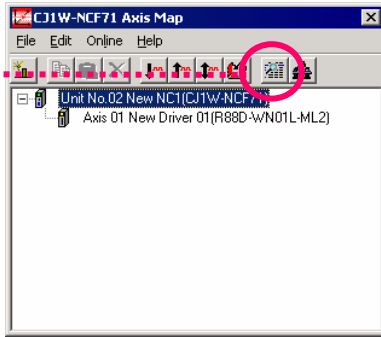 CJ1W-NCF71 Axis Map
File Edit Online Help
Unit No.02 New NC1(CJ1W-NCF71)
Axis 01 New Driver 01(R88D-WN01L-ML2)